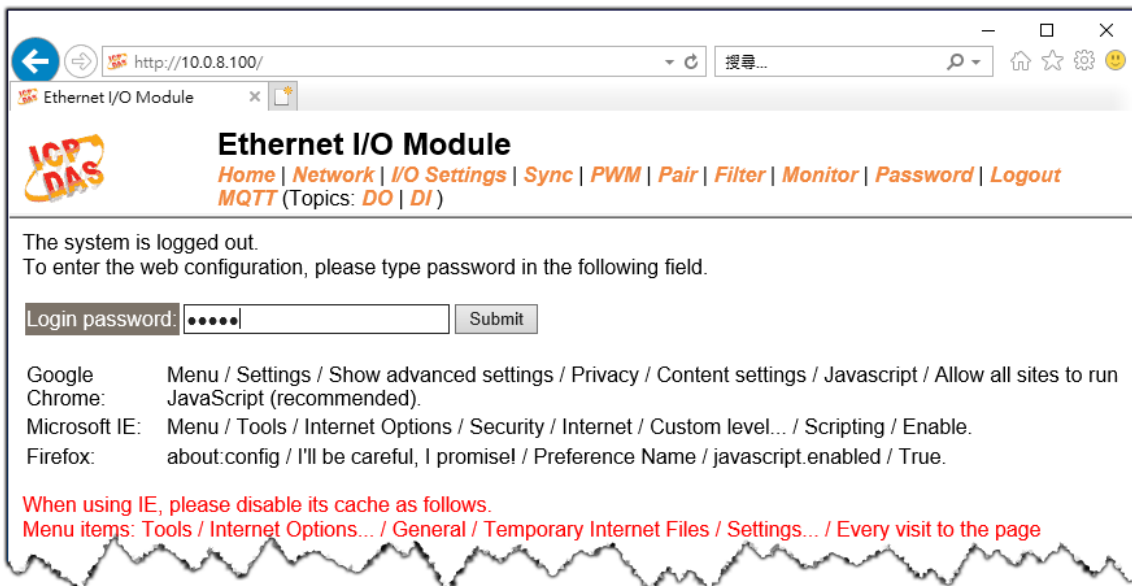 http://10.0.8.100/
搜尋...
Ethernet I/O Module
ICP DAS
Ethernet I/O Module
Home | Network | I/O Settings | Sync | PWM | Pair | Filter | Monitor | Password | Logout
MQTT (Topics: DO | DI )
The system is logged out.
To enter the web configuration, please type password in the following field.
Login password: •••••
Submit
Google Chrome: Menu / Settings / Show advanced settings / Privacy / Content settings / Javascript / Allow all sites to run
JavaScript (recommended).
Microsoft IE: Menu / Tools / Internet Options / Security / Internet / Custom level... / Scripting / Enable.
Firefox: about:config / I'll be careful, I promise! / Preference Name / javascript.enabled / True.
When using IE, please disable its cache as follows.
Menu items: Tools / Internet Options... / General / Temporary Internet Files / Settings... / Every visit to the page